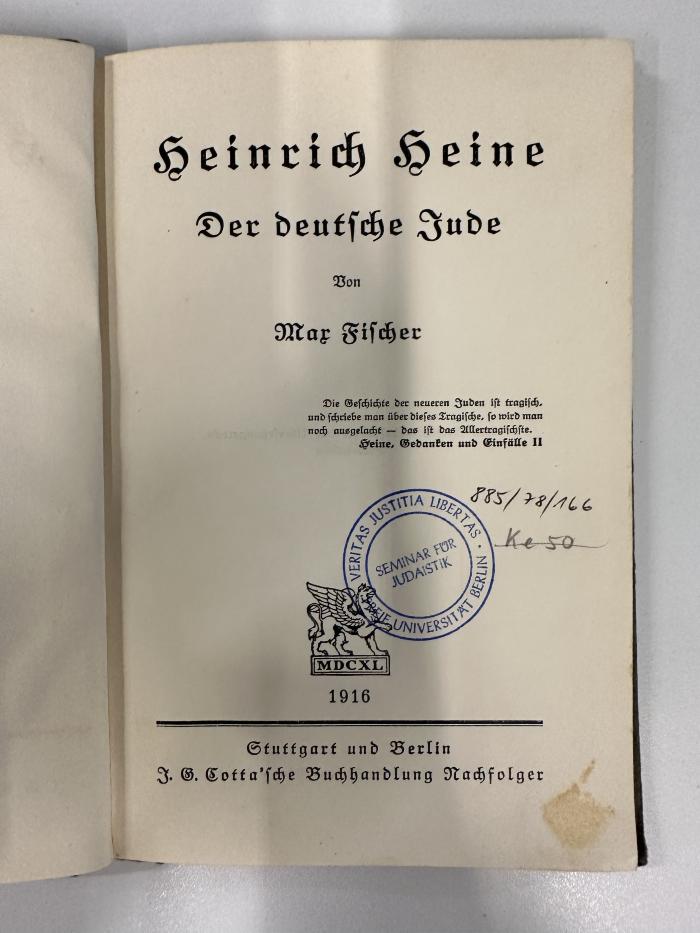 Heinrich Heine
Der deutsche Jude
Von
Max Fischer
Die Geschichte der neueren Juden ist tragisch,
und schriebe man über dieses Tragische, so wird man
noch ausgelacht — das ist das Allertragischste.
Heine, Gedanken und Einfälle II
885/78/166
Ke 50
VERITAS JUSTITIA LIBERTAS ·
FREIE UNIVERSITÄT BERLIN
SEMINAR FÜR
JUDAISTIK
MDCXL
1916
Stuttgart und Berlin
J. G. Cotta'sche Buchhandlung Nachfolger